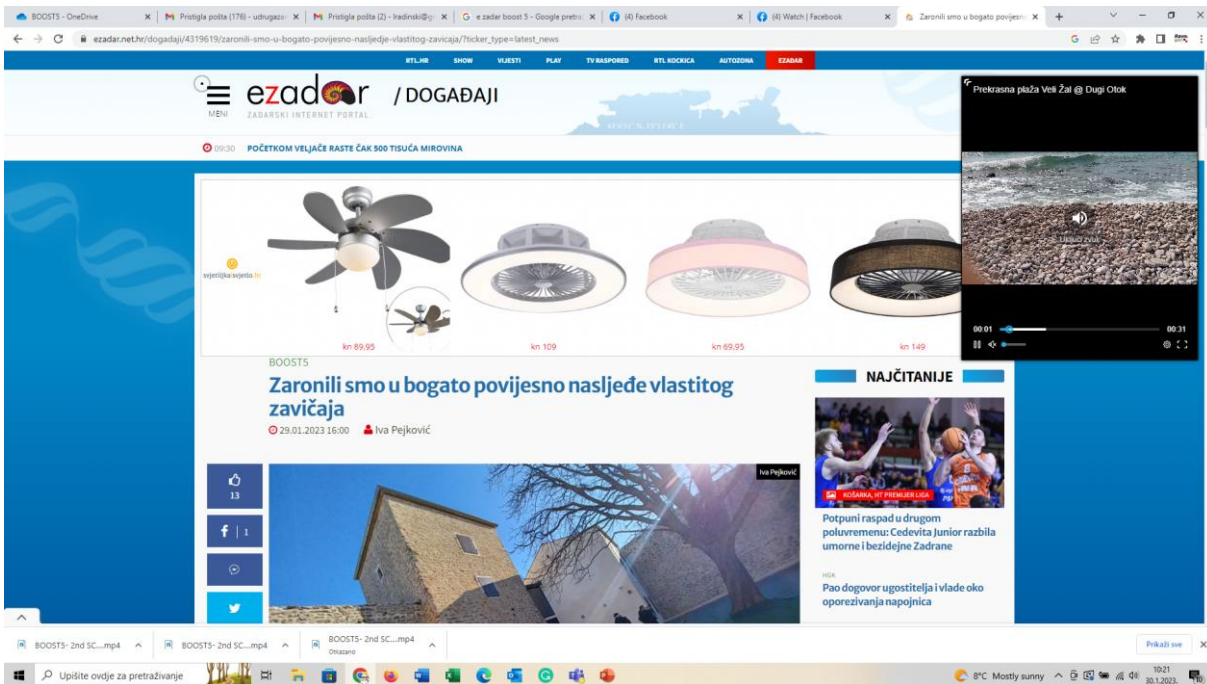 BOOST5 - OneDrive
Pristigla pošta (176) - udrugazor
Pristigla pošta (2) - lradinski@g
e zadar boost 5 - Google pretra
(4) Facebook
(4) Watch | Facebook
Zaronili smo u bogato povijesno
ezadar.net.hr/dogadaji/4319619/zaronili-smo-u-bogato-povijesno-nasljedje-vlastitog-zavicaja/?ticker_type=latest_news
RTL.HR SHOW VIJESTI PLAY TV RASPORED RTL KOCKICA AUTOZONA EZADAR
MENI
ezadar
ZADARSKI INTERNET PORTAL
/ DOGAĐAJI
09:30 POČETKOM VELJAČE RASTE ČAK 500 TISUĆA MIROVINA
Prekrasna plaža Veli Žal @ Dugi Otok
Uključi zvuk
00:01
00:31
svjetiljka svjetlo.hr
kn 89,95
kn 109
kn 69,95
kn 149
BOOST5
Zaronili smo u bogato povijesno nasljeđe vlastitog
zavičaja
29.01.2023 16:00 Iva Pejković
13
1
Iva Pejković
NAJČITANIJE
KOŠARKA, HT PREMIJER LIGA
Potpuni raspad u drugom
poluvremenu: Cedevita Junior razbila
umorne i bezidejne Zadrane
HGK
Pao dogovor ugostitelja i vlade oko
oporezivanja napojnica
BOOST5- 2nd SC....mp4
BOOST5- 2nd SC....mp4
BOOST5- 2nd SC....mp4
Otkazano
Prikaži sve
Upišite ovdje za pretraživanje
8°C Mostly sunny
10:21
30.1.2023.